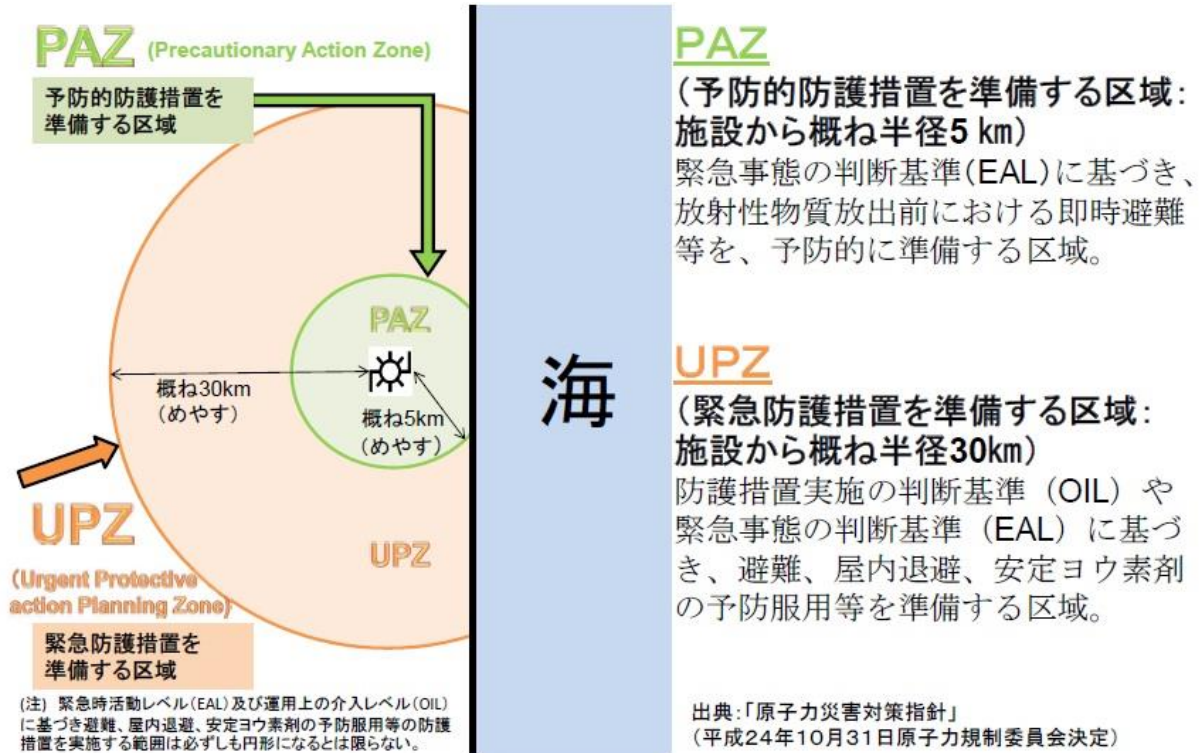 PAZ (Precautionary Action Zone)
予防的防護措置を
準備する区域
PAZ
概ね30km
(めやす)
概ね5km
(めやす)
UPZ
UPZ
(Urgent Protective
action Planning Zone)
緊急防護措置を
準備する区域
(注) 緊急時活動レベル(EAL)及び運用上の介入レベル(OIL)
に基づき避難、屋内退避、安定ヨウ素剤の予防服用等の防護
措置を実施する範囲は必ずしも円形になるとは限らない。
海
PAZ
(予防的防護措置を準備する区域:
施設から概ね半径5 km)
緊急事態の判断基準(EAL)に基づき、
放射性物質放出前における即時避難
等を、予防的に準備する区域。
UPZ
(緊急防護措置を準備する区域:
施設から概ね半径30㎞)
防護措置実施の判断基準(OIL)や
緊急事態の判断基準(EAL)に基づ
き、避難、屋内退避、安定ヨウ素剤
の予防服用等を準備する区域。
出典:「原子力災害対策指針」
(平成24年10月31日原子力規制委員会決定)